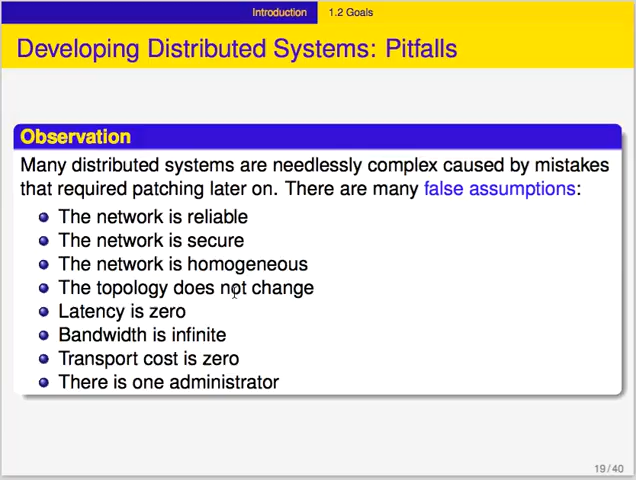 Introduction 1.2 Goals
Developing Distributed Systems: Pitfalls
Observation
Many distributed systems are needlessly complex caused by mistakes
that required patching later on. There are many false assumptions:
The network is reliable
The network is secure
The network is homogeneous
The topology does not change
Latency is zero
Bandwidth is infinite
Transport cost is zero
There is one administrator
19 / 40